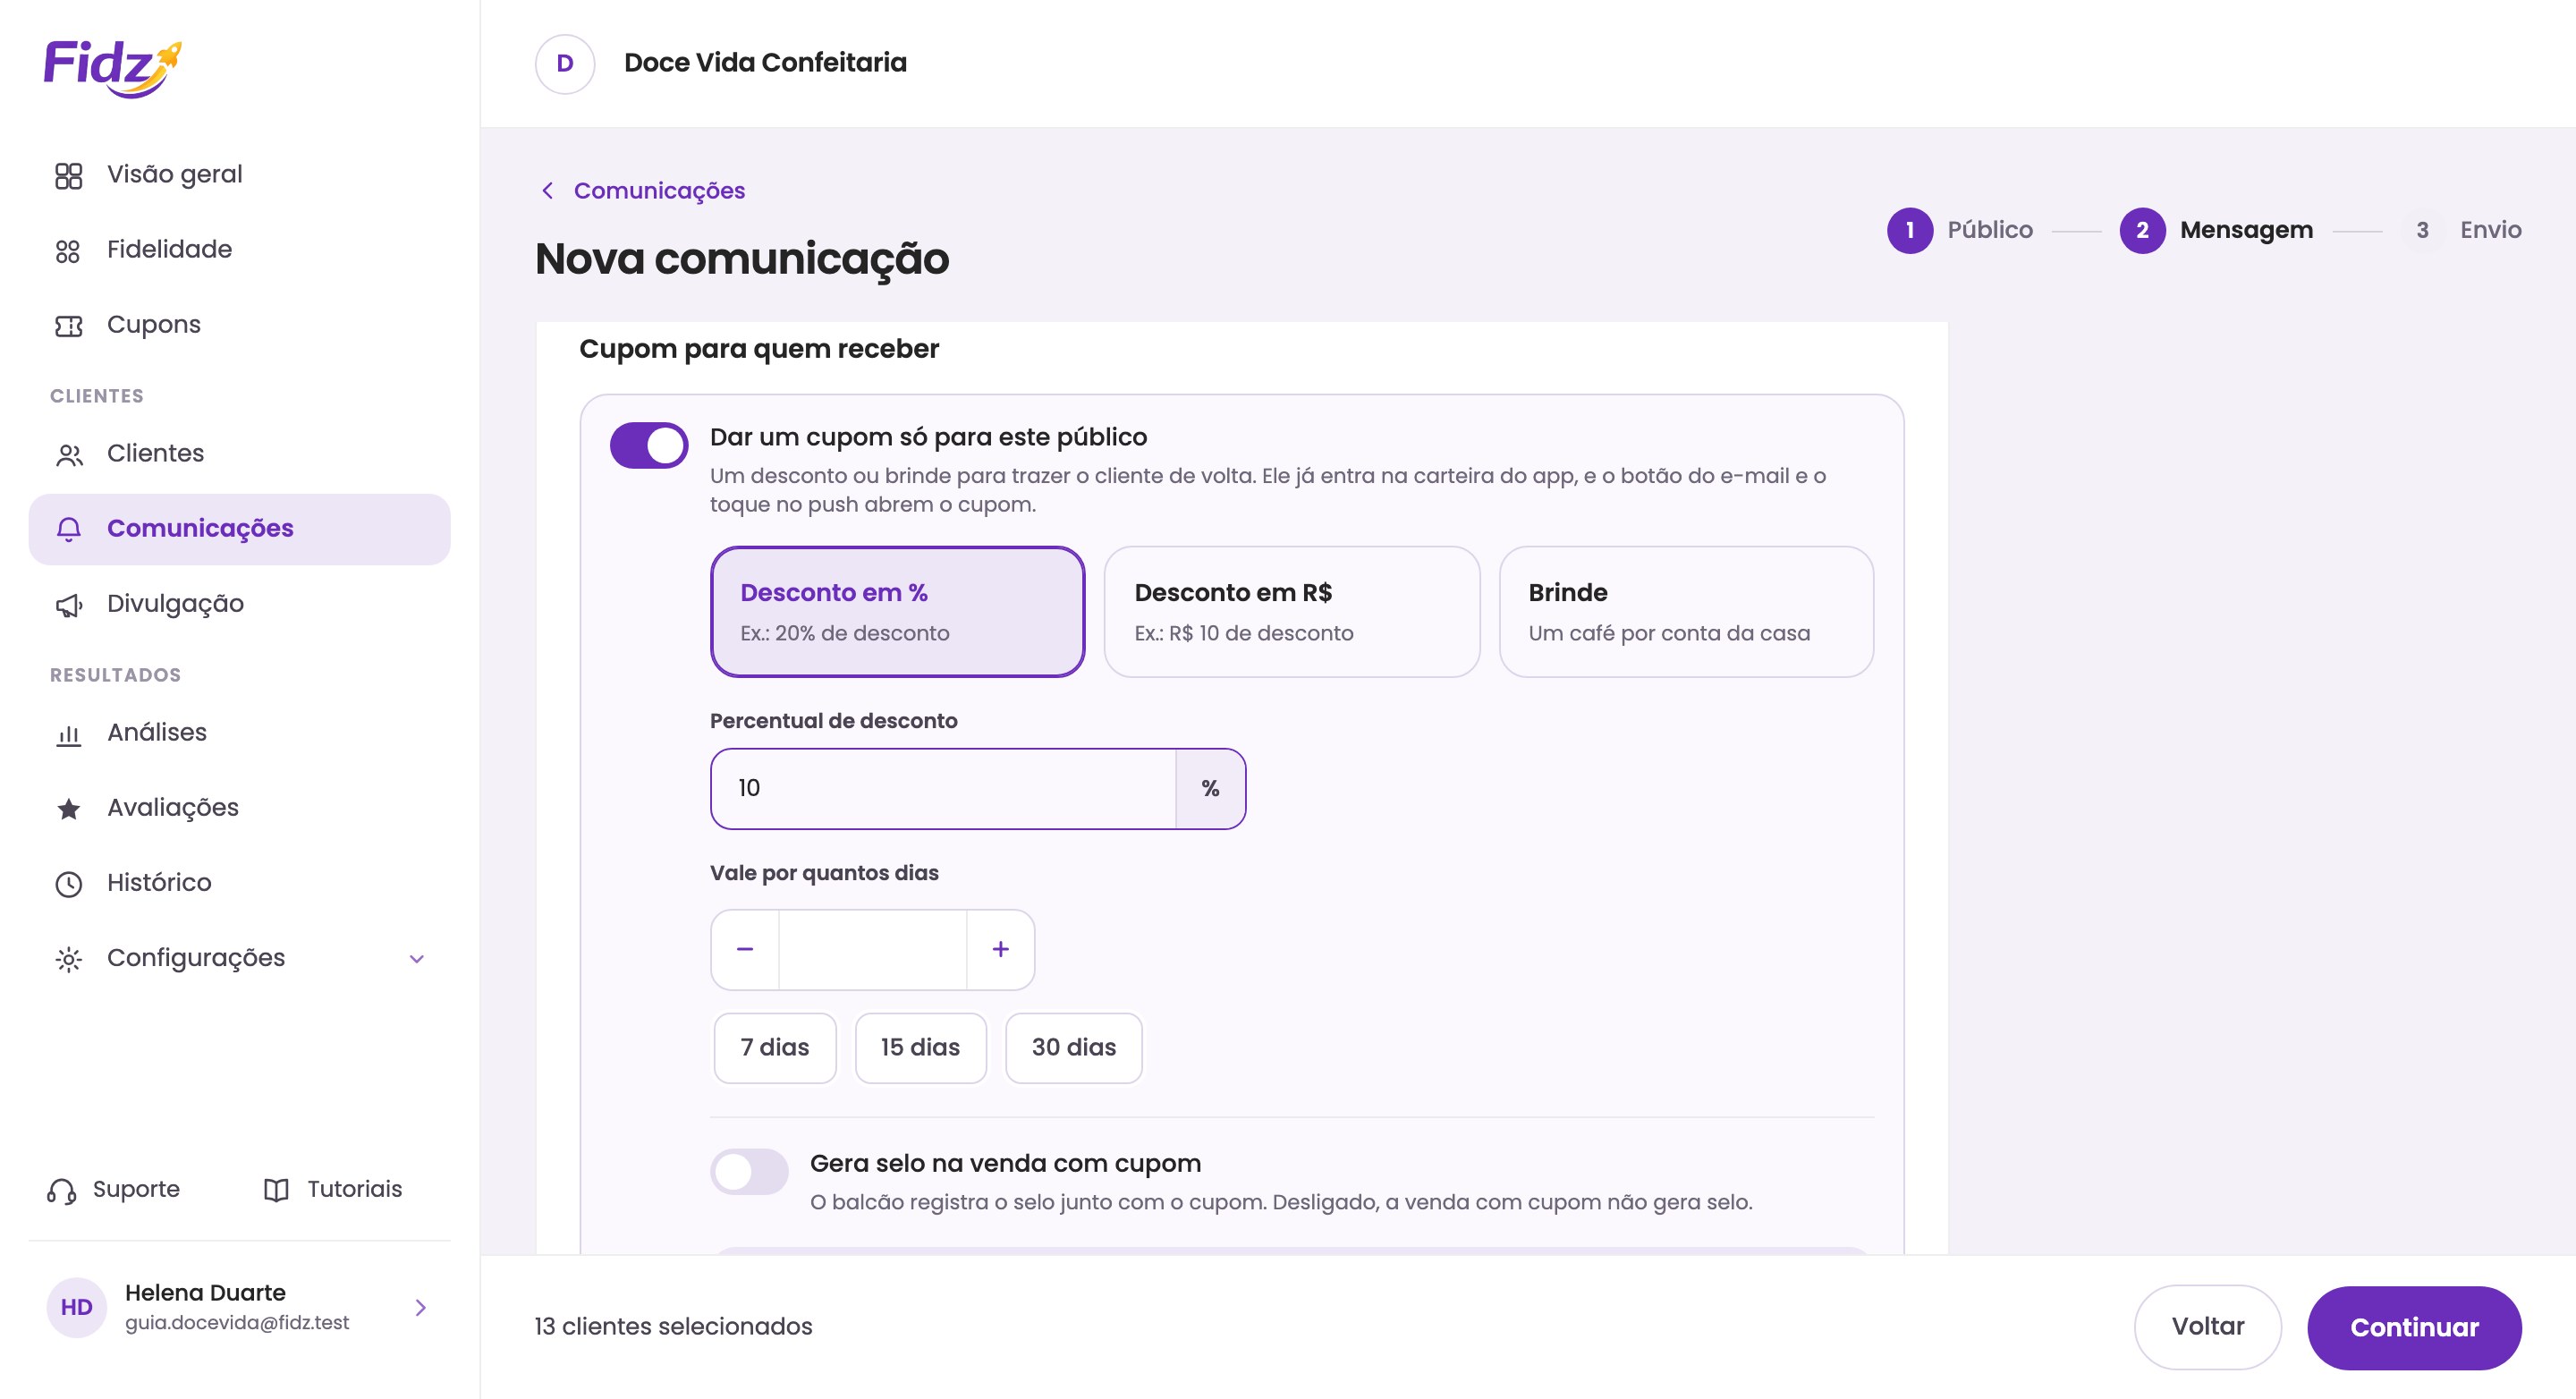 Fidz
Visão geral
Fidelidade
Cupons
CLIENTES
Clientes
Comunicações
Divulgação
RESULTADOS
Análises
Avaliações
Histórico
Configurações
Suporte
Tutoriais
HD
Helena Duarte
guia.docevida@fidz.test
D
Doce Vida Confeitaria
Comunicações
Nova comunicação
1 Público
2 Mensagem
3 Envio
Cupom para quem receber
Dar um cupom só para este público
Um desconto ou brinde para trazer o cliente de volta. Ele já entra na carteira do app, e o botão do e-mail e o
toque no push abrem o cupom.
Desconto em %
Ex.: 20% de desconto
Desconto em R$
Ex.: R$ 10 de desconto
Brinde
Um café por conta da casa
Percentual de desconto
10
%
Vale por quantos dias
−
+
7 dias
15 dias
30 dias
Gera selo na venda com cupom
O balcão registra o selo junto com o cupom. Desligado, a venda com cupom não gera selo.
13 clientes selecionados
Voltar
Continuar